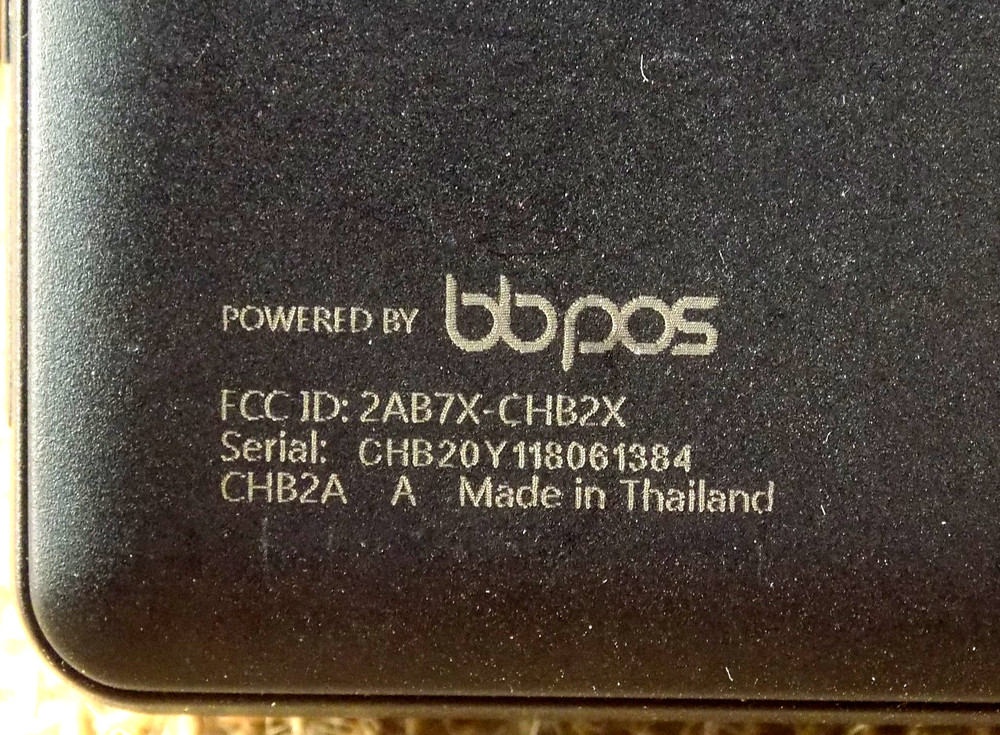 POWERED BY bbpos
FCC ID: 2AB7X-CHB2X
Serial: CHB20Y118061384
CHB2A A Made in Thailand